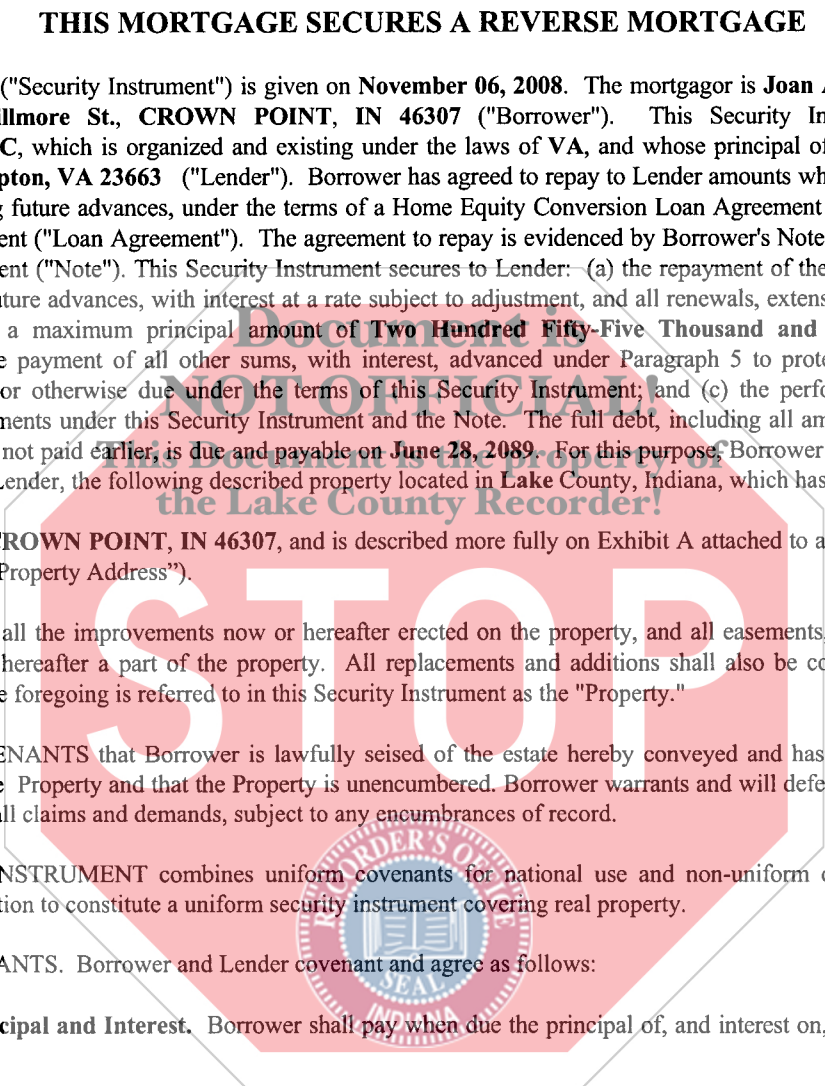 THIS MORTGAGE SECURES A REVERSE MORTGAGE
("Security Instrument") is given on November 06, 2008. The mortgagor is Joan
llmore St., CROWN POINT, IN 46307 ("Borrower"). This Security In
C, which is organized and existing under the laws of VA, and whose principal of
pton, VA 23663 ("Lender"). Borrower has agreed to repay to Lender amounts wh
g future advances, under the terms of a Home Equity Conversion Loan Agreement
ent ("Loan Agreement"). The agreement to repay is evidenced by Borrower's Note
ent ("Note"). This Security Instrument secures to Lender: (a) the repayment of the
uture advances, with interest at a rate subject to adjustment, and all renewals, extens
a maximum principal amount of Two Hundred Fifty-Five Thousand and
e payment of all other sums, with interest, advanced under Paragraph 5 to prote
or otherwise due under the terms of this Security Instrument; and (c) the perfo
ments under this Security Instrument and the Note. The full debt, including all am
not paid earlier, is due and payable on June 28, 2089. For this purpose, Borrower
Lender, the following described property located in Lake County, Indiana, which has
CROWN POINT, IN 46307, and is described more fully on Exhibit A attached to a
Property Address”).
all the improvements now or hereafter erected on the property, and all easements,
hereafter a part of the property. All replacements and additions shall also be co
e foregoing is referred to in this Security Instrument as the "Property."
ENANTS that Borrower is lawfully seised of the estate hereby conveyed and has
e Property and that the Property is unencumbered. Borrower warrants and will defe
ll claims and demands, subject to any encumbrances of record.
INSTRUMENT combines uniform covenants for national use and non-uniform c
tion to constitute a uniform security instrument covering real property.
ANTS. Borrower and Lender covenant and agree as follows:
cipal and Interest. Borrower shall pay when due the principal of, and interest on,
Document is
NOT OFFICIAL!
This Document is the property of
the Lake County Recorder!
STOP
RECORDER'S OFFICE
SEAL
INDIANA